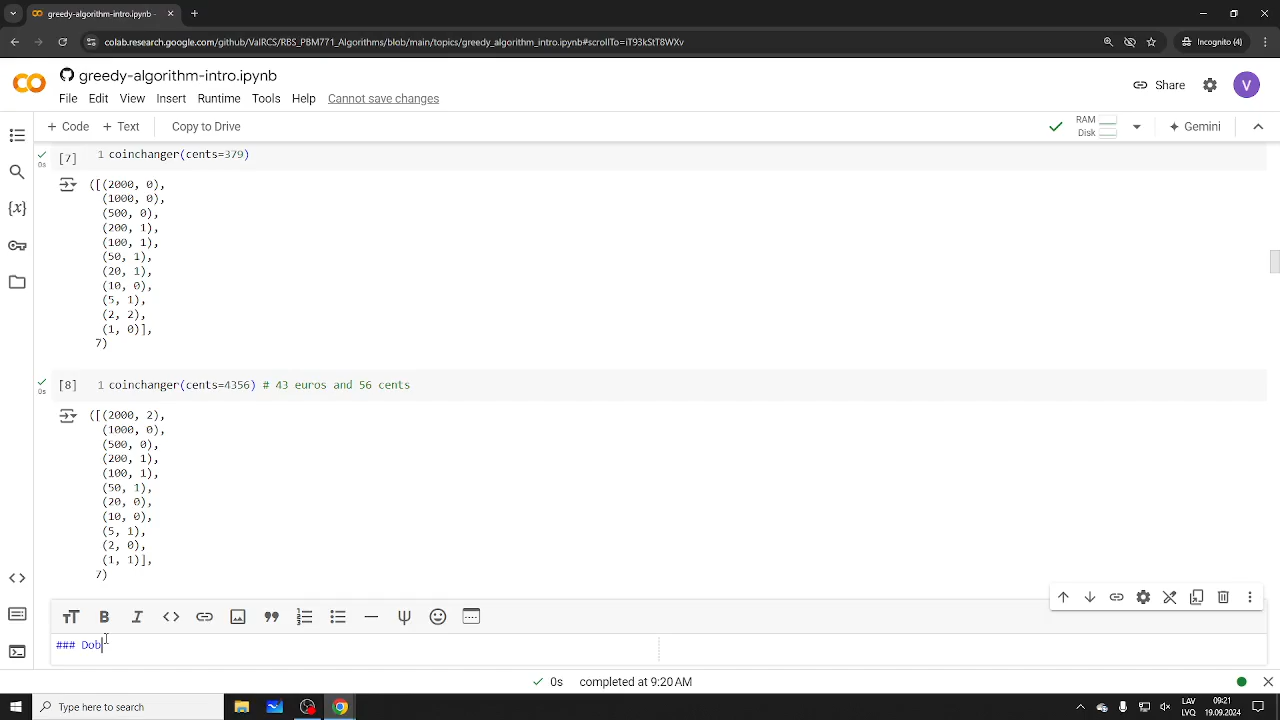 greedy-algorithm-intro.ipynb -
colab.research.google.com/github/ValRCS/RBS_PBM771_Algorithms/blob/main/topics/greedy_algorithm_intro.ipynb#scrollTo=iT93kStT8WXv
Incognito (4)
greedy-algorithm-intro.ipynb
Share
V
File Edit View Insert Runtime Tools Help Cannot save changes
+ Code + Text Copy to Drive
RAM
Disk
Gemini
[7] 1 coinchanger(cents=379)
0s
([(2000, 0),
(1000, 0),
(500, 0),
(200, 1),
(100, 1),
(50, 1),
(20, 1),
(10, 0),
(5, 1),
(2, 2),
(1, 0)],
7)
[8] 1 coinchanger(cents=4356) # 43 euros and 56 cents
0s
([(2000, 2),
(1000, 0),
(500, 0),
(200, 1),
(100, 1),
(50, 1),
(20, 0),
(10, 0),
(5, 1),
(2, 0),
(1, 1)],
7)
### Dob
0s completed at 9:20 AM
Type here to search
LAV
LVQ
09:21
19.09.2024